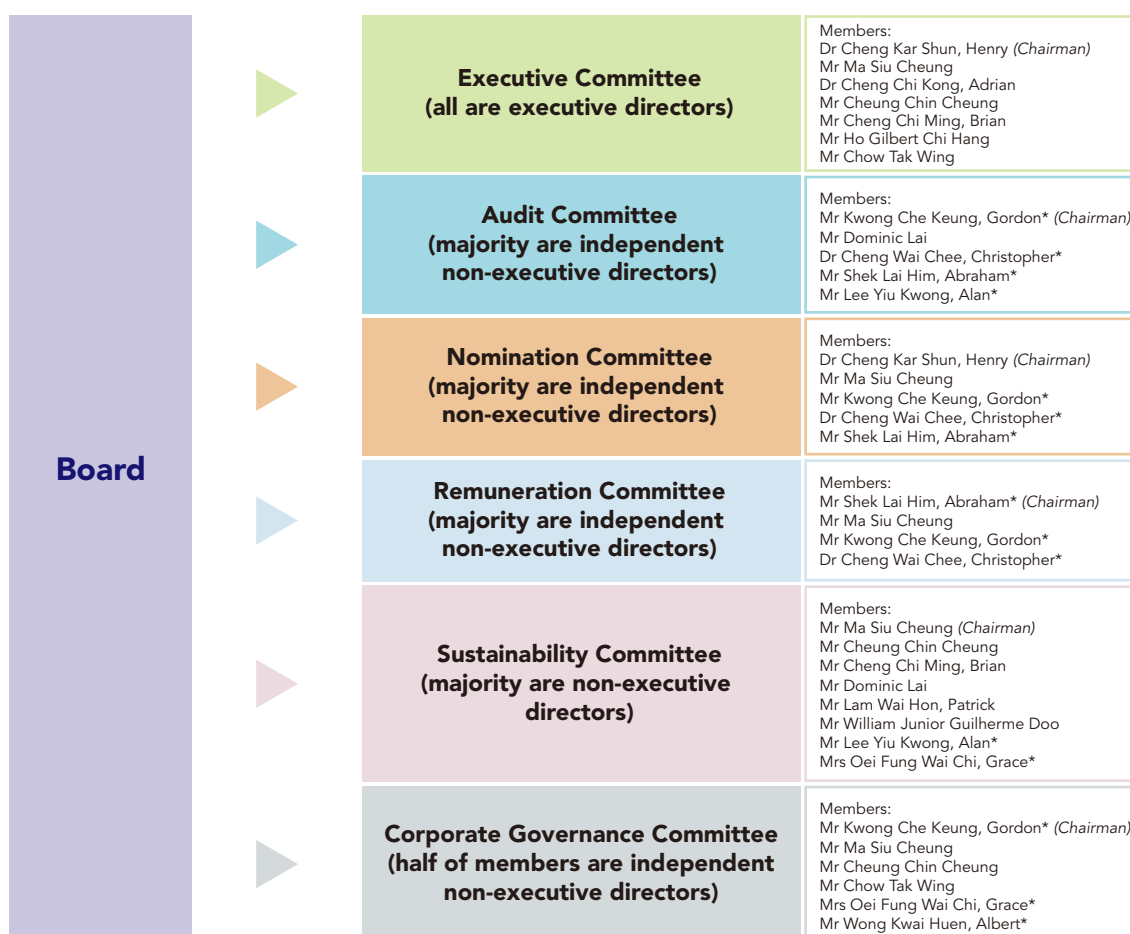 Board
Executive Committee
(all are executive directors)
Members:
Dr Cheng Kar Shun, Henry (Chairman)
Mr Ma Siu Cheung
Dr Cheng Chi Kong, Adrian
Mr Cheung Chin Cheung
Mr Cheng Chi Ming, Brian
Mr Ho Gilbert Chi Hang
Mr Chow Tak Wing
Audit Committee
(majority are independent
non-executive directors)
Members:
Mr Kwong Che Keung, Gordon* (Chairman)
Mr Dominic Lai
Dr Cheng Wai Chee, Christopher*
Mr Shek Lai Him, Abraham*
Mr Lee Yiu Kwong, Alan*
Nomination Committee
(majority are independent
non-executive directors)
Members:
Dr Cheng Kar Shun, Henry (Chairman)
Mr Ma Siu Cheung
Mr Kwong Che Keung, Gordon*
Dr Cheng Wai Chee, Christopher*
Mr Shek Lai Him, Abraham*
Remuneration Committee
(majority are independent
non-executive directors)
Members:
Mr Shek Lai Him, Abraham* (Chairman)
Mr Ma Siu Cheung
Mr Kwong Che Keung, Gordon*
Dr Cheng Wai Chee, Christopher*
Sustainability Committee
(majority are non-executive
directors)
Members:
Mr Ma Siu Cheung (Chairman)
Mr Cheung Chin Cheung
Mr Cheng Chi Ming, Brian
Mr Dominic Lai
Mr Lam Wai Hon, Patrick
Mr William Junior Guilherme Doo
Mr Lee Yiu Kwong, Alan*
Mrs Oei Fung Wai Chi, Grace*
Corporate Governance Committee
(half of members are independent
non-executive directors)
Members:
Mr Kwong Che Keung, Gordon* (Chairman)
Mr Ma Siu Cheung
Mr Cheung Chin Cheung
Mr Chow Tak Wing
Mrs Oei Fung Wai Chi, Grace*
Mr Wong Kwai Huen, Albert*